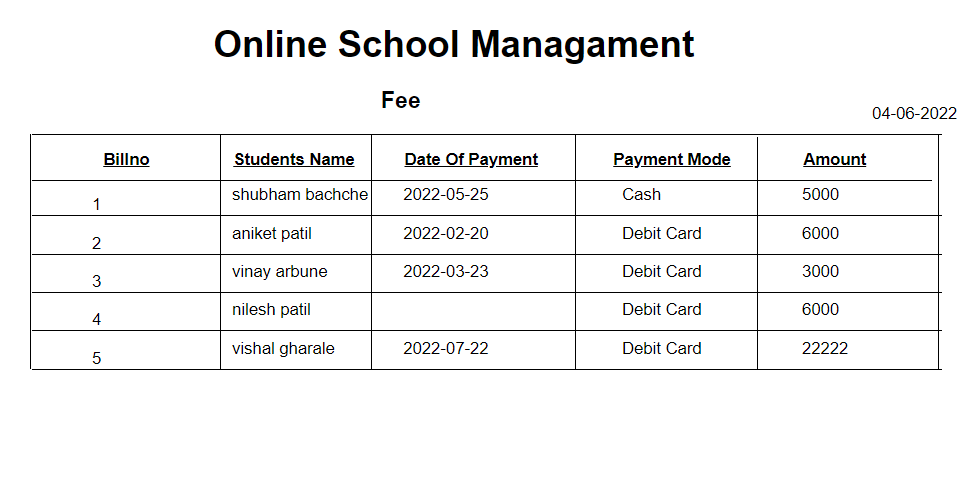 Online School Managament
Fee
04-06-2022
Billno Students Name Date Of Payment Payment Mode Amount
1 shubham bachche 2022-05-25 Cash 5000
2 aniket patil 2022-02-20 Debit Card 6000
3 vinay arbune 2022-03-23 Debit Card 3000
4 nilesh patil Debit Card 6000
5 vishal gharale 2022-07-22 Debit Card 22222